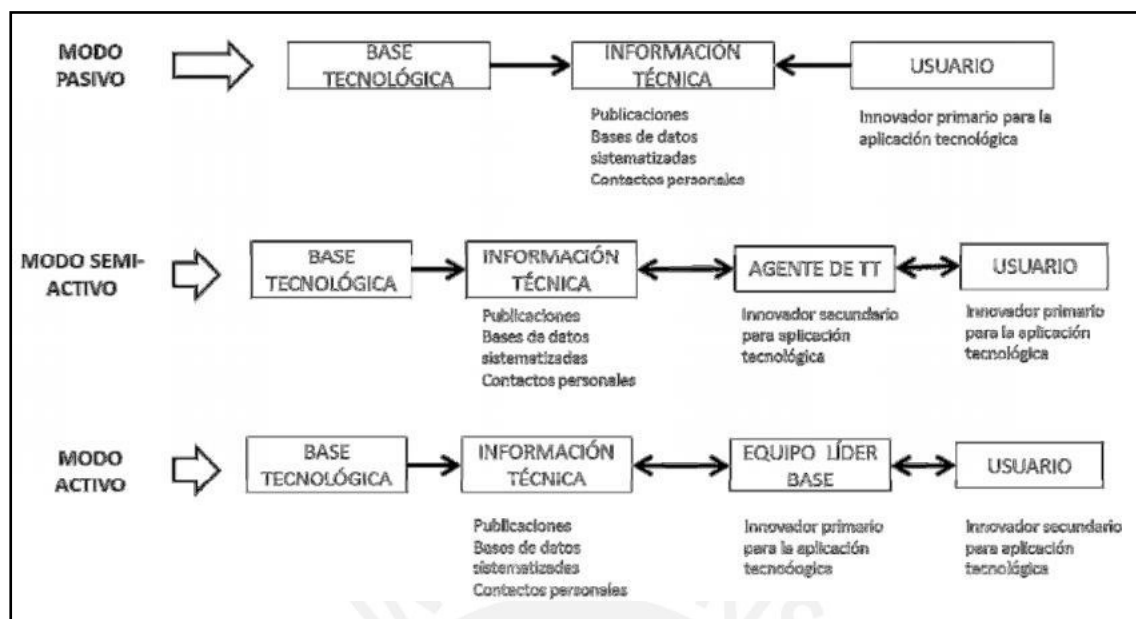 MODO
PASIVO
BASE
TECNOLÓGICA
INFORMACIÓN
TÉCNICA
USUARIO
Publicaciones
Bases de datos
sistematizadas
Contactos personales
Innovador primario para la
aplicación tecnológica
MODO SEMI-
ACTIVO
BASE
TECNOLÓGICA
INFORMACIÓN
TÉCNICA
AGENTE DE TT
USUARIO
Publicaciones
Bases de datos
sistematizadas
Contactos personales
Innovador secundario
para aplicación
tecnológica
Innovador primario
para la aplicación
tecnológica
MODO
ACTIVO
BASE
TECNOLÓGICA
INFORMACIÓN
TÉCNICA
EQUIPO LÍDER
BASE
USUARIO
Publicaciones
Bases de datos
sistematizadas
Contactos personales
Innovador primario
para la aplicación
tecnoóogica
Innovador secundario
para aplicación
tecnológica